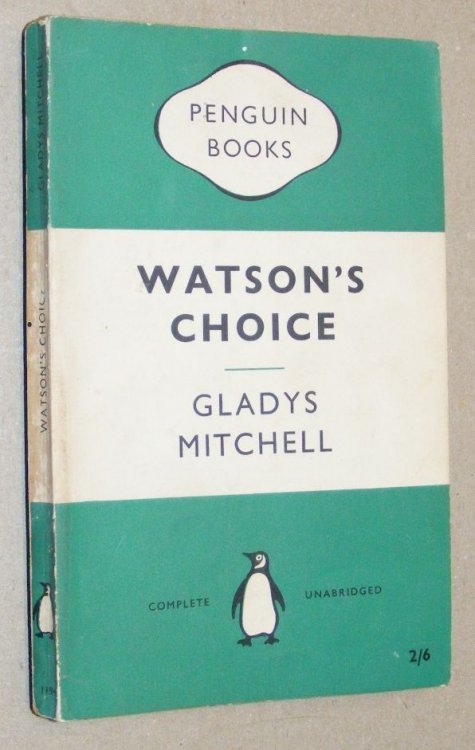 PENGUIN
BOOKS
WATSON'S
CHOICE
GLADYS
MITCHELL
COMPLETE UNABRIDGED
2/6
GLADYS MITCHELL
WATSON'S CHOICE